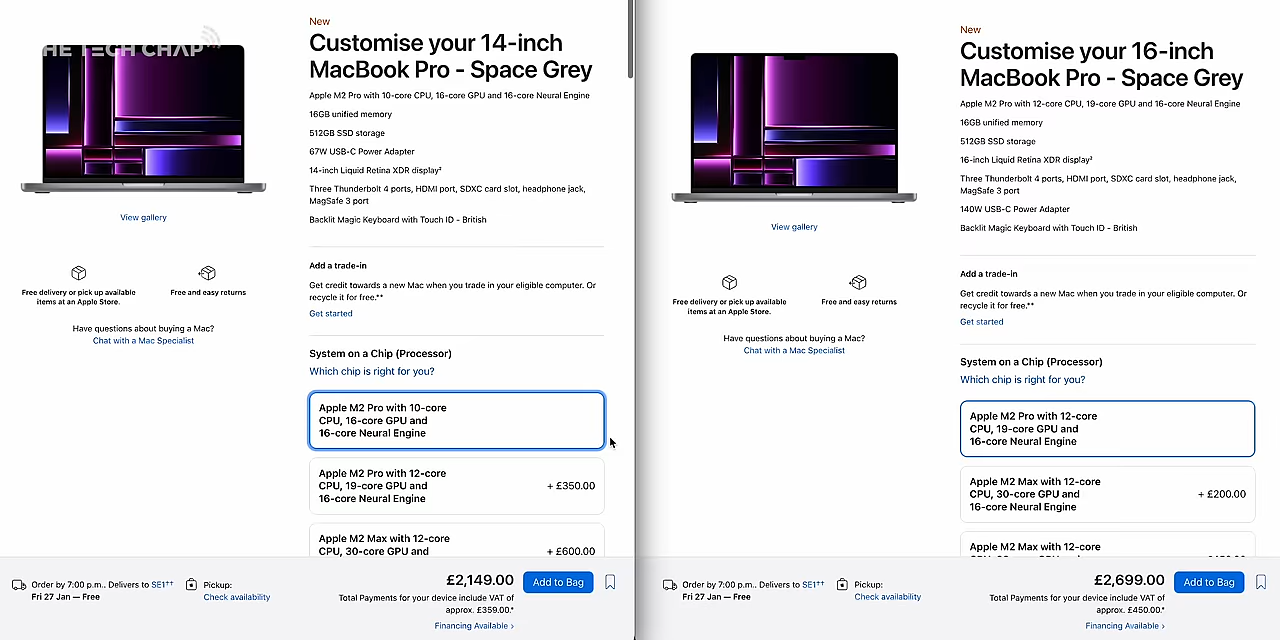 THE TECH CHAP
New
Customise your 14-inch
MacBook Pro - Space Grey
Apple M2 Pro with 10-core CPU, 16-core GPU and 16-core Neural Engine
16GB unified memory
512GB SSD storage
67W USB-C Power Adapter
14-inch Liquid Retina XDR display²
Three Thunderbolt 4 ports, HDMI port, SDXC card slot, headphone jack,
MagSafe 3 port
Backlit Magic Keyboard with Touch ID - British
View gallery
Free delivery or pick up available
items at an Apple Store.
Free and easy returns
Have questions about buying a Mac?
Chat with a Mac Specialist
Add a trade-in
Get credit towards a new Mac when you trade in your eligible computer. Or
recycle it for free.**
Get started
System on a Chip (Processor)
Which chip is right for you?
Apple M2 Pro with 10-core
CPU, 16-core GPU and
16-core Neural Engine
Apple M2 Pro with 12-core
CPU, 19-core GPU and
16-core Neural Engine
+ £350.00
Apple M2 Max with 12-core
CPU, 30-core GPU and
+ £600.00
Order by 7:00 p.m.. Delivers to SE1††
Fri 27 Jan — Free
Pickup:
Check availability
£2,149.00
Add to Bag
Total Payments for your device include VAT of
approx. £359.00.*
Financing Available >
New
Customise your 16-inch
MacBook Pro - Space Grey
Apple M2 Pro with 12-core CPU, 19-core GPU and 16-core Neural Engine
16GB unified memory
512GB SSD storage
16-inch Liquid Retina XDR display²
Three Thunderbolt 4 ports, HDMI port, SDXC card slot, headphone jack,
MagSafe 3 port
140W USB-C Power Adapter
Backlit Magic Keyboard with Touch ID - British
View gallery
Free delivery or pick up available
items at an Apple Store.
Free and easy returns
Have questions about buying a Mac?
Chat with a Mac Specialist
Add a trade-in
Get credit towards a new Mac when you trade in your eligible computer. Or
recycle it for free.**
Get started
System on a Chip (Processor)
Which chip is right for you?
Apple M2 Pro with 12-core
CPU, 19-core GPU and
16-core Neural Engine
Apple M2 Max with 12-core
CPU, 30-core GPU and
16-core Neural Engine
+ £200.00
Apple M2 Max with 12-core
Order by 7:00 p.m.. Delivers to SE1††
Fri 27 Jan — Free
Pickup:
Check availability
£2,699.00
Add to Bag
Total Payments for your device include VAT of
approx. £450.00.*
Financing Available >